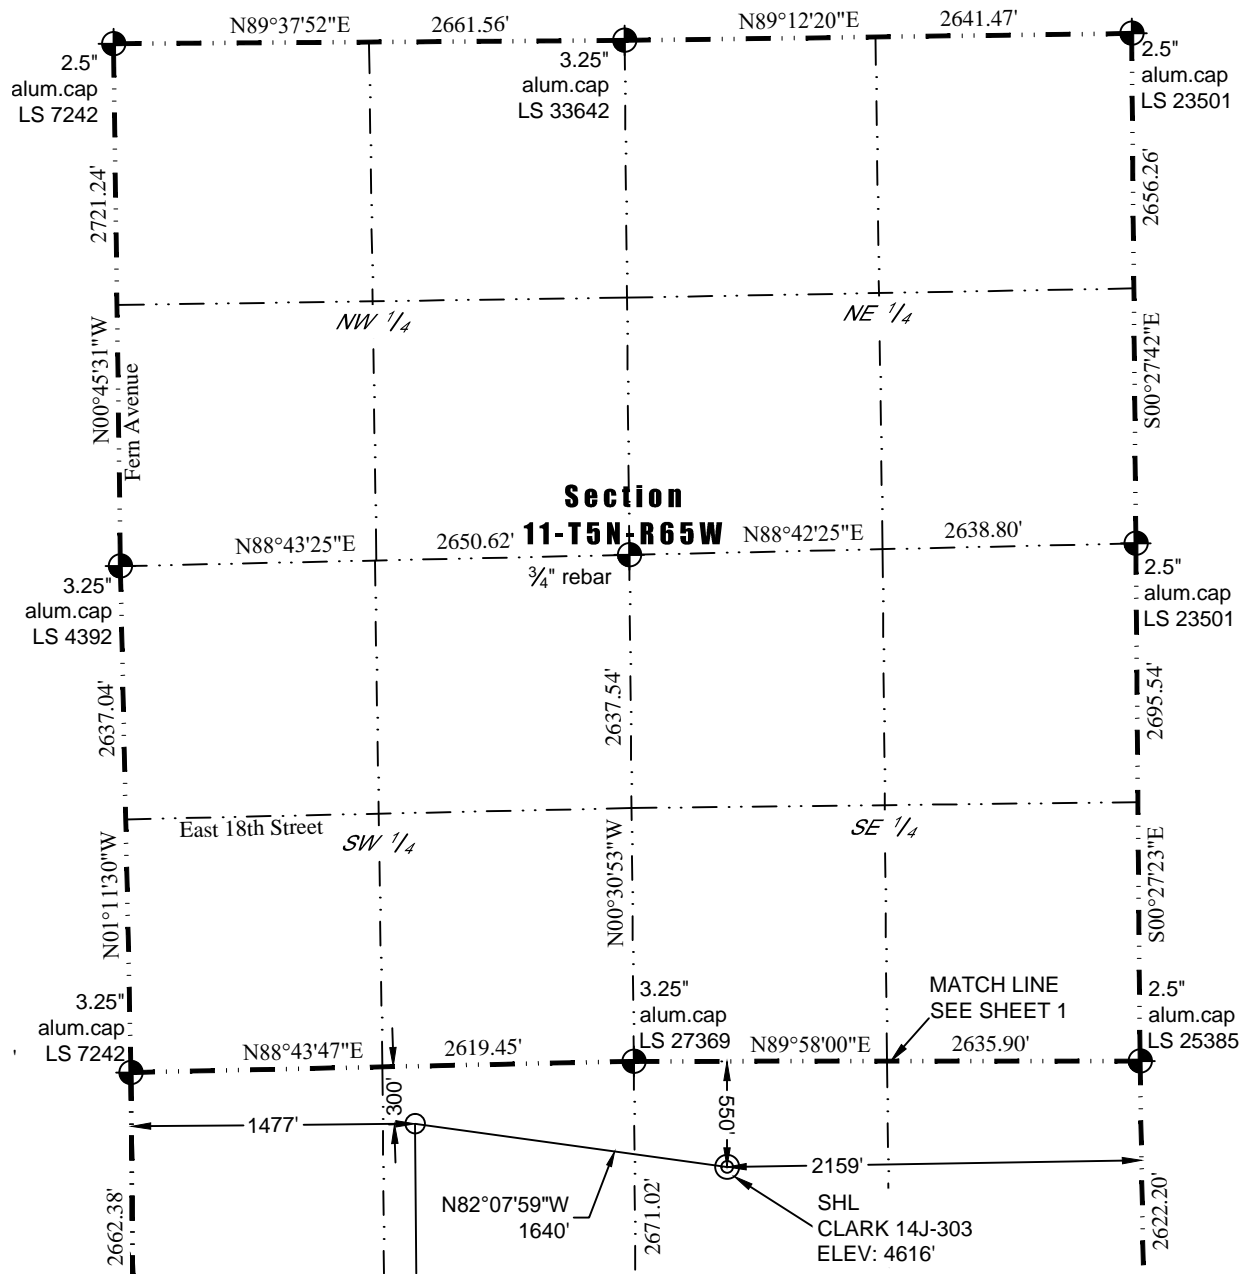 N89°37'52"E
2661.56'
N89°12'20"E
2641.47'
2.5"
alum.cap
LS 7242
3.25"
alum.cap
LS 33642
2.5"
alum.cap
LS 23501
2721.24'
2656.26'
NW 1/4
NE 1/4
N00°45'31"W
Fern Avenue
S00°27'42"E
Section
11-T5N-R65W
N88°43'25"E
2650.62'
N88°42'25"E
2638.80'
3/4" rebar
3.25"
alum.cap
LS 4392
2.5"
alum.cap
LS 23501
2637.04'
2637.54'
2695.54'
East 18th Street
SW 1/4
SE 1/4
N01°11'30"W
N00°30'53"W
S00°27'23"E
3.25"
alum.cap
LS 7242
3.25"
alum.cap
LS 27369
MATCH LINE
SEE SHEET 1
2.5"
alum.cap
LS 25385
'
N88°43'47"E
2619.45'
N89°58'00"E
2635.90'
300'
550'
1477'
2159'
N82°07'59"W
1640'
SHL
CLARK 14J-303
ELEV: 4616'
2662.38'
2671.02'
2622.20'